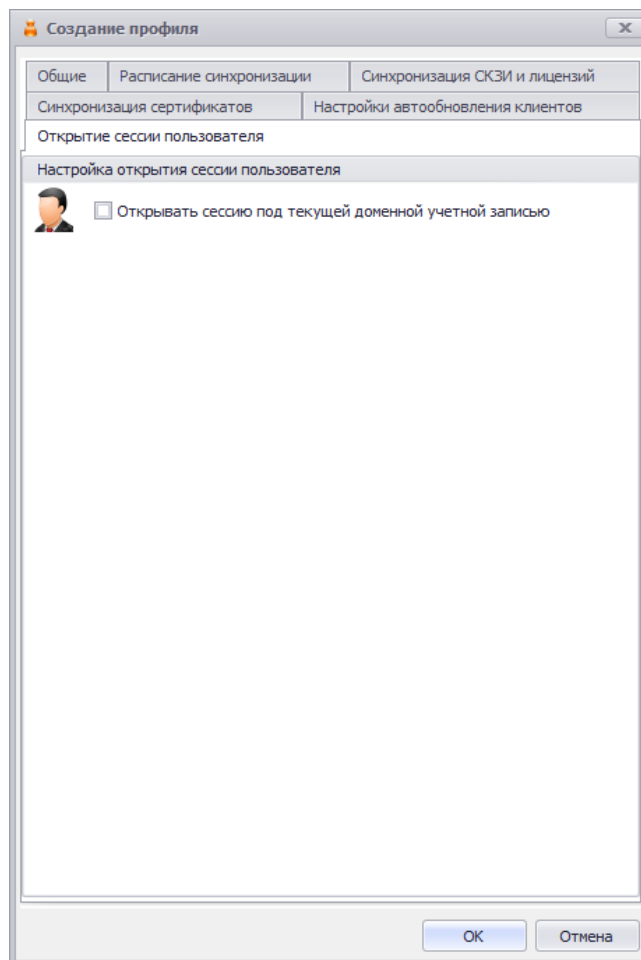 Создание профиля
Общие
Расписание синхронизации
Синхронизация СКЗИ и лицензий
Синхронизация сертификатов
Настройки автообновления клиентов
Открытие сессии пользователя
Настройка открытия сессии пользователя
Открывать сессию под текущей доменной учетной записью
OK
Отмена